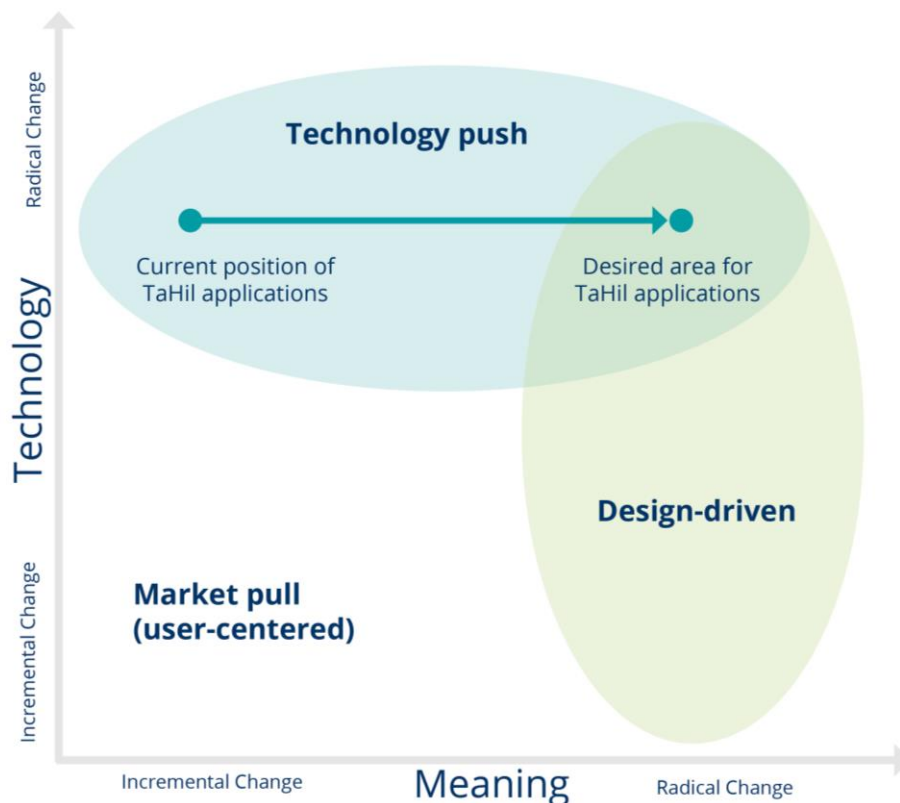 Radical Change
Technology push
Current position of
TaHil applications
Desired area for
TaHil applications
Technology
Design-driven
Market pull
(user-centered)
Incremental Change
Incremental Change
Meaning
Radical Change